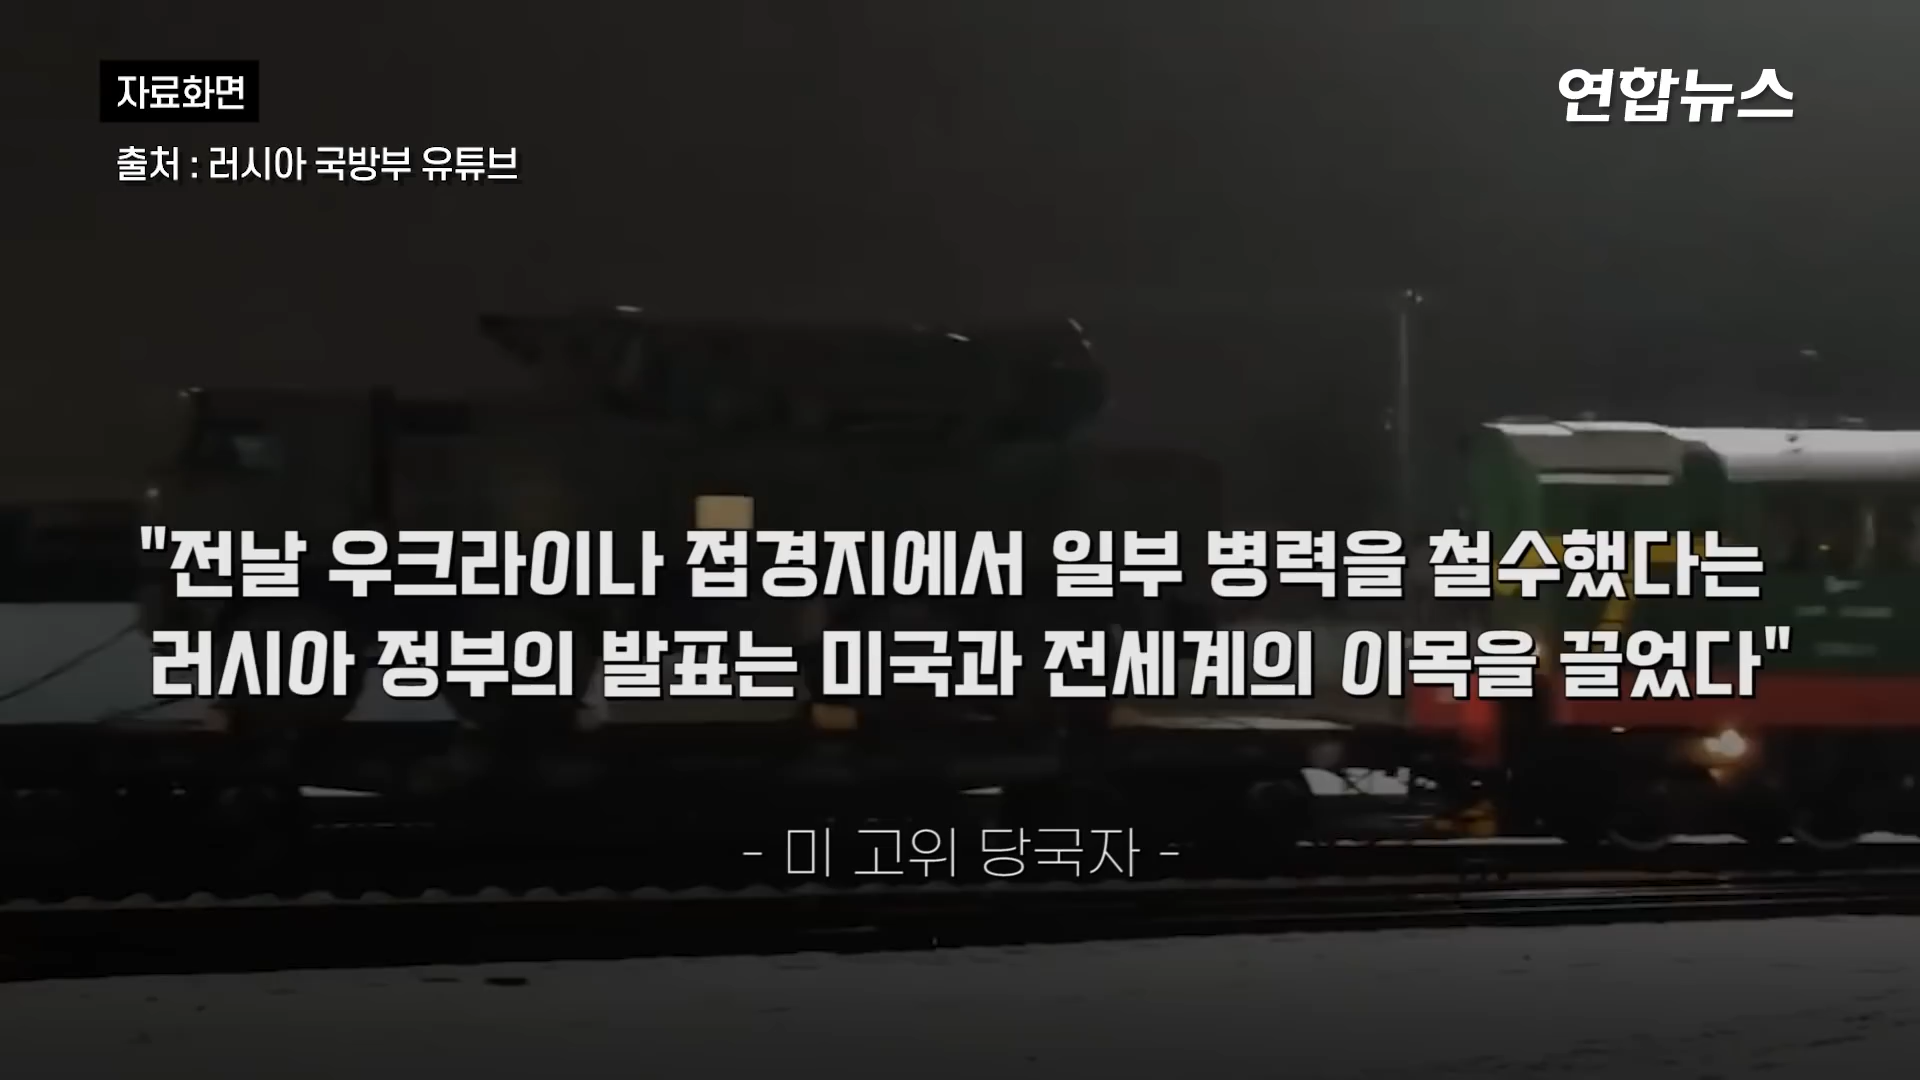 자료화면
연합뉴스
출처 : 러시아 국방부 유튜브
"전날 우크라이나 접경지에서 일부 병력을 철수했다는
러시아 정부의 발표는 미국과 전세계의 이목을 끌었다"
- 미 고위 당국자 -